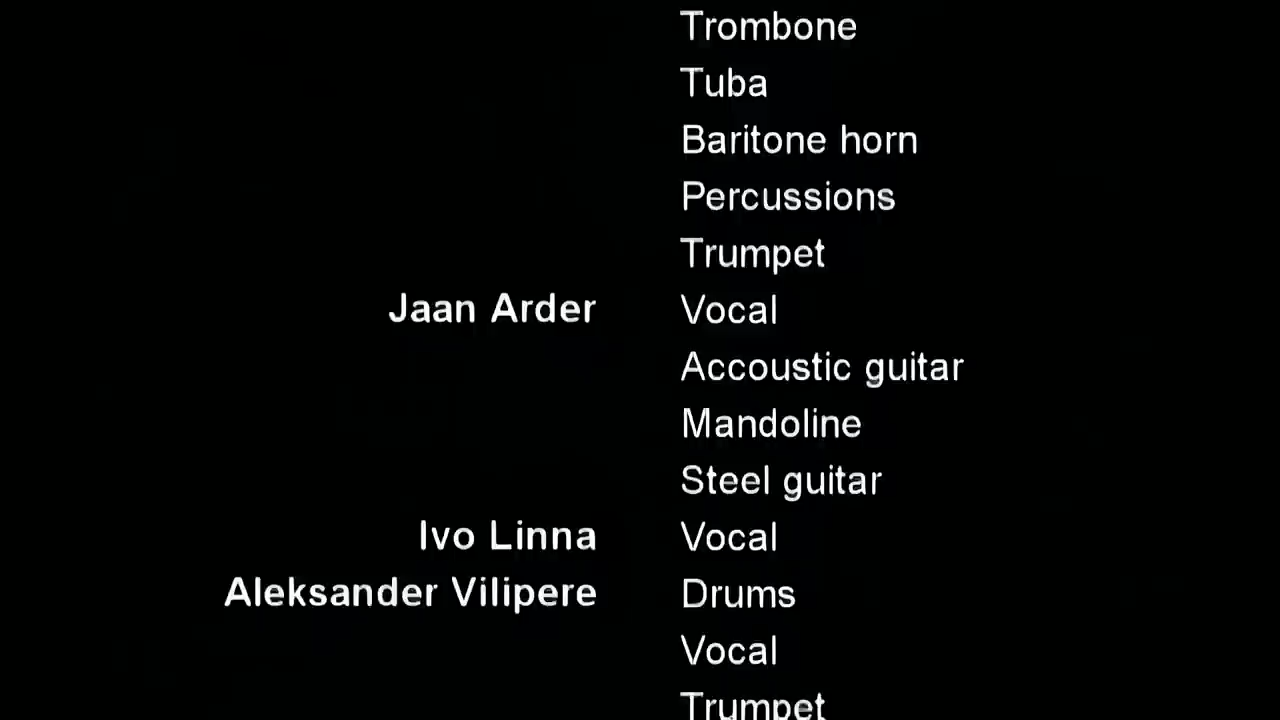 Trombone
Tuba
Baritone horn
Percussions
Trumpet
Jaan Arder Vocal
Accoustic guitar
Mandoline
Steel guitar
Ivo Linna Vocal
Aleksander Vilipere Drums
Vocal
Trumpet